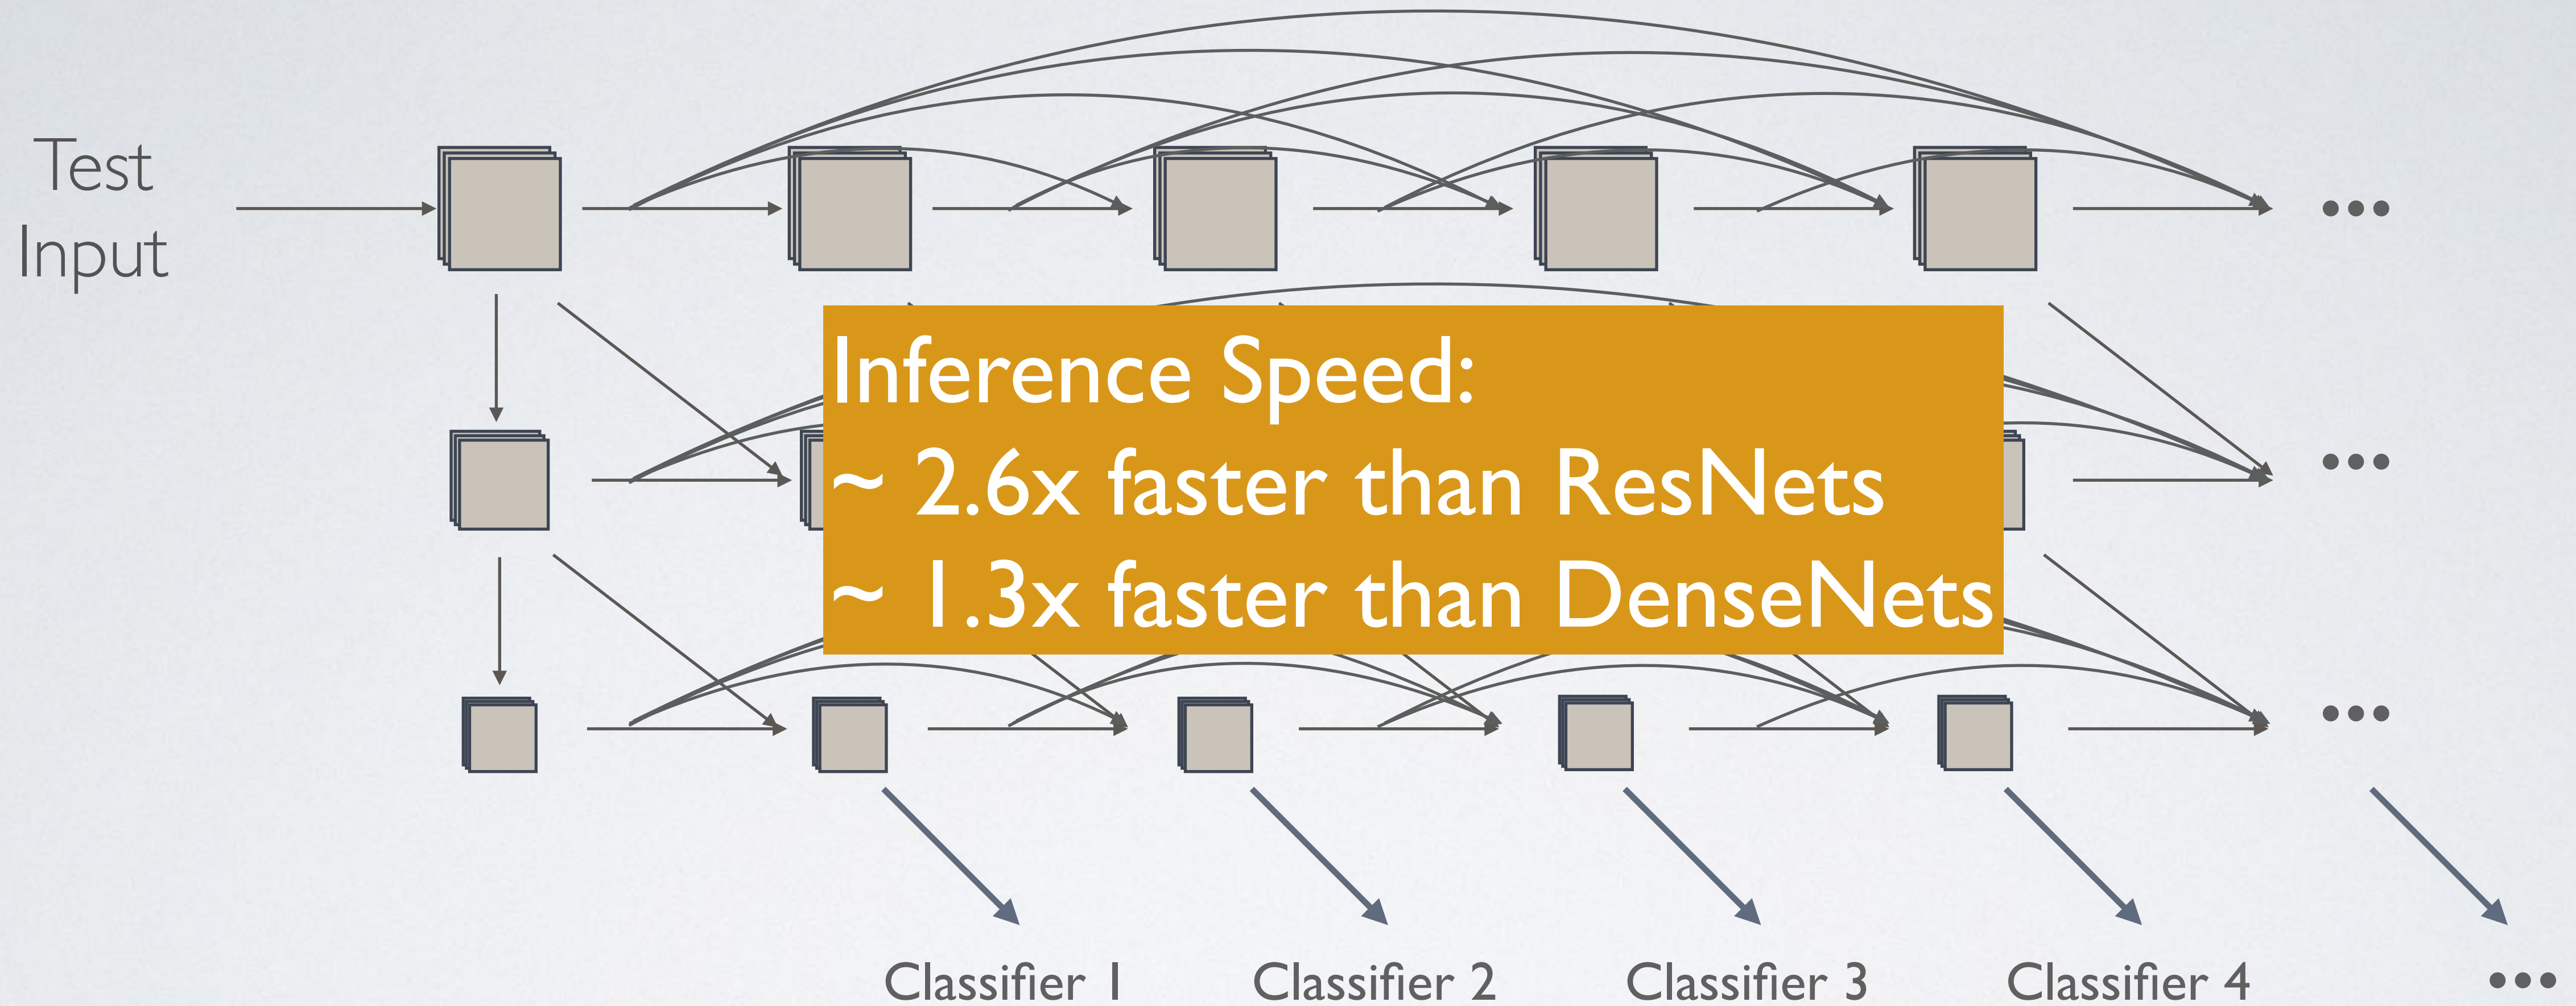 Test
Input
Inference Speed:
~ 2.6x faster than ResNets
~ 1.3x faster than DenseNets
Classifier 1
Classifier 2
Classifier 3
Classifier 4